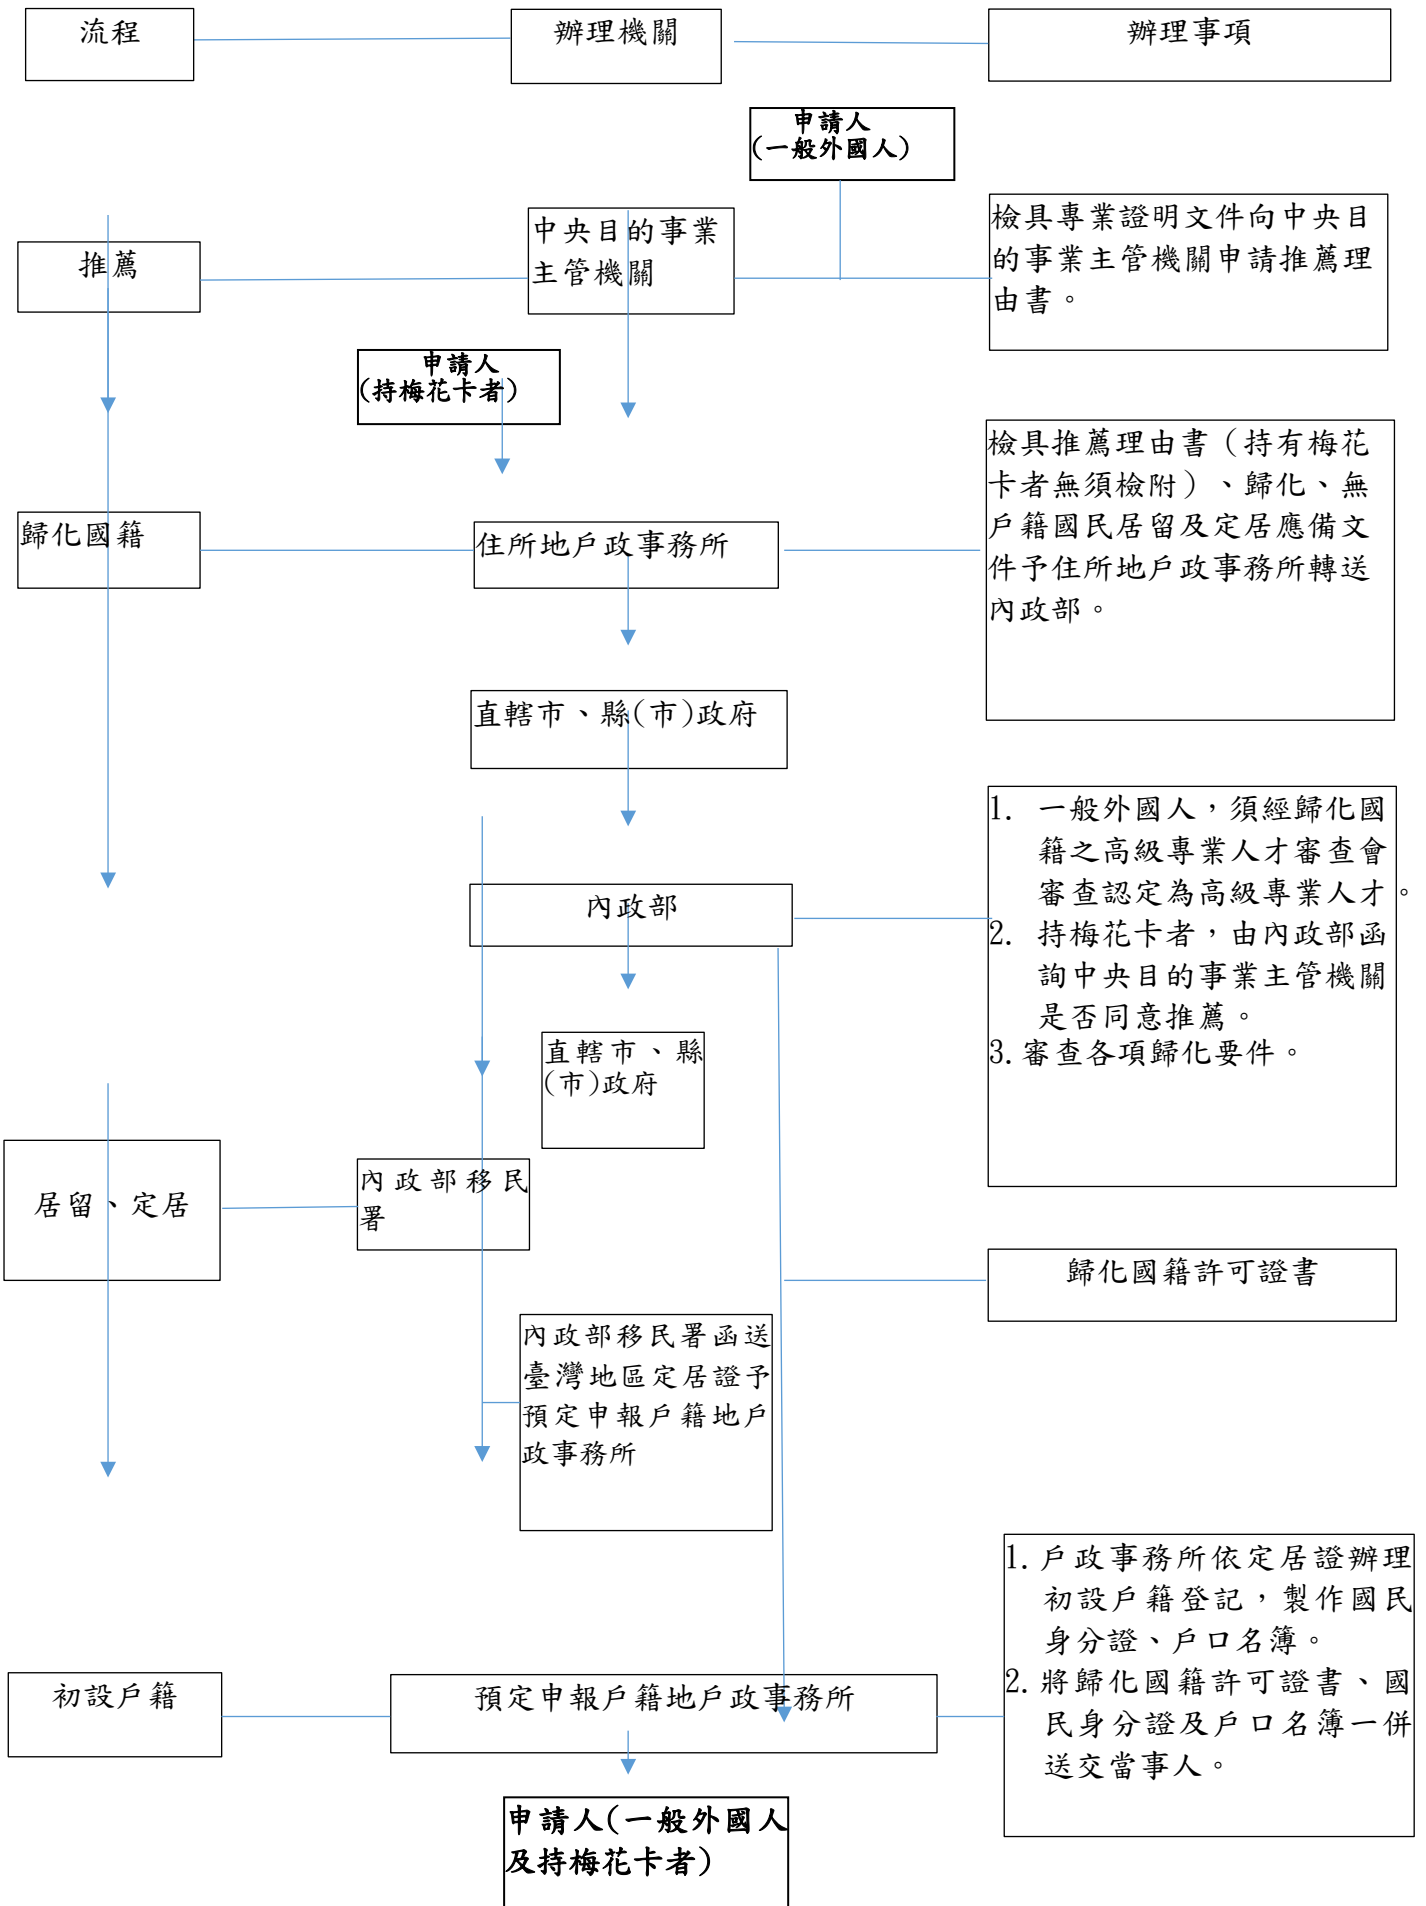 流程
辦理機關
辦理事項
申請人
(一般外國人)
推薦
中央目的事業
主管機關
檢具專業證明文件向中央目
的事業主管機關申請推薦理
由書。
申請人
(持梅花卡者)
歸化國籍
住所地戶政事務所
檢具推薦理由書（持有梅花
卡者無須檢附）、歸化、無
戶籍國民居留及定居應備文
件予住所地戶政事務所轉送
內政部。
直轄市、縣(市)政府
內政部
1. 一般外國人，須經歸化國
籍之高級專業人才審查會
審查認定為高級專業人才。
2. 持梅花卡者，由內政部函
詢中央目的事業主管機關
是否同意推薦。
3.審查各項歸化要件。
直轄市、縣
(市)政府
居留、定居
內政部移民
署
歸化國籍許可證書
內政部移民署函送
臺灣地區定居證予
預定申報戶籍地戶
政事務所
初設戶籍
預定申報戶籍地戶政事務所
1.戶政事務所依定居證辦理
初設戶籍登記，製作國民
身分證、戶口名簿。
2.將歸化國籍許可證書、國
民身分證及戶口名簿一併
送交當事人。
申請人(一般外國人
及持梅花卡者)